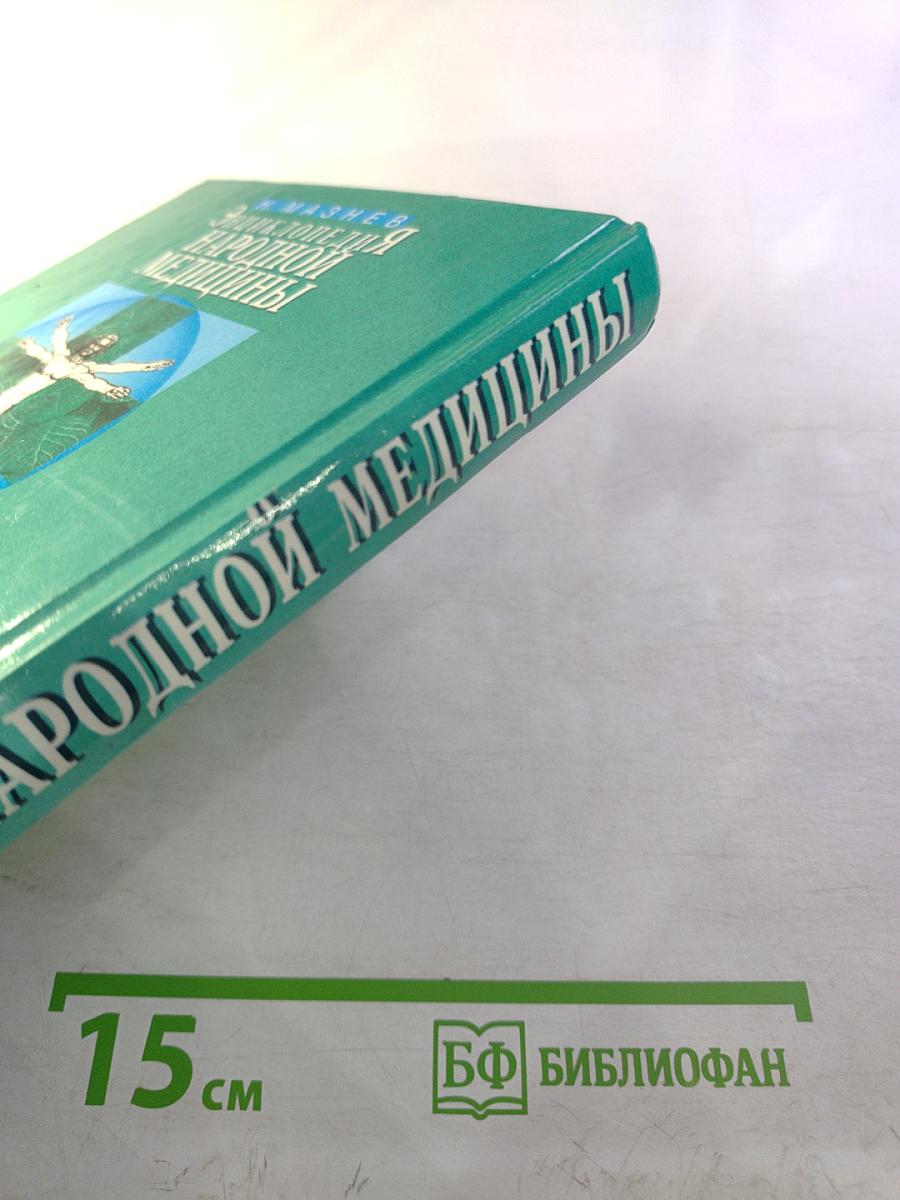 Н. МАЗНЕВ
ЭНЦИКЛОПЕДИЯ
НАРОДНОЙ
МЕДИЦИНЫ
АРОДНОЙ МЕДИЦИНЫ
15 см
БФ БИБЛИОФАН